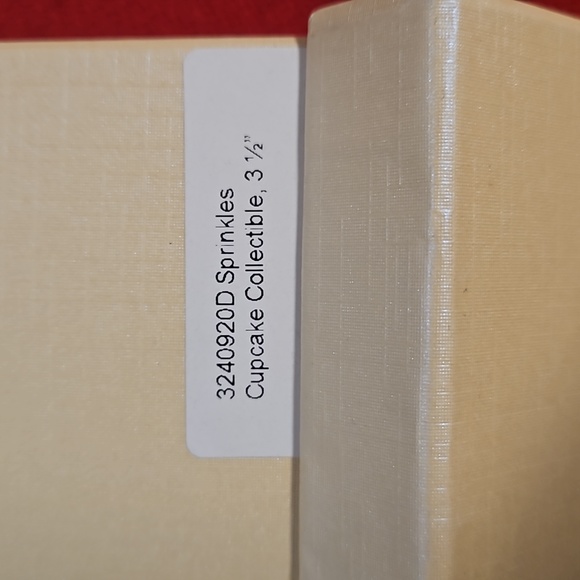 3240920D Sprinkles
Cupcake Collectible, 3 ½”